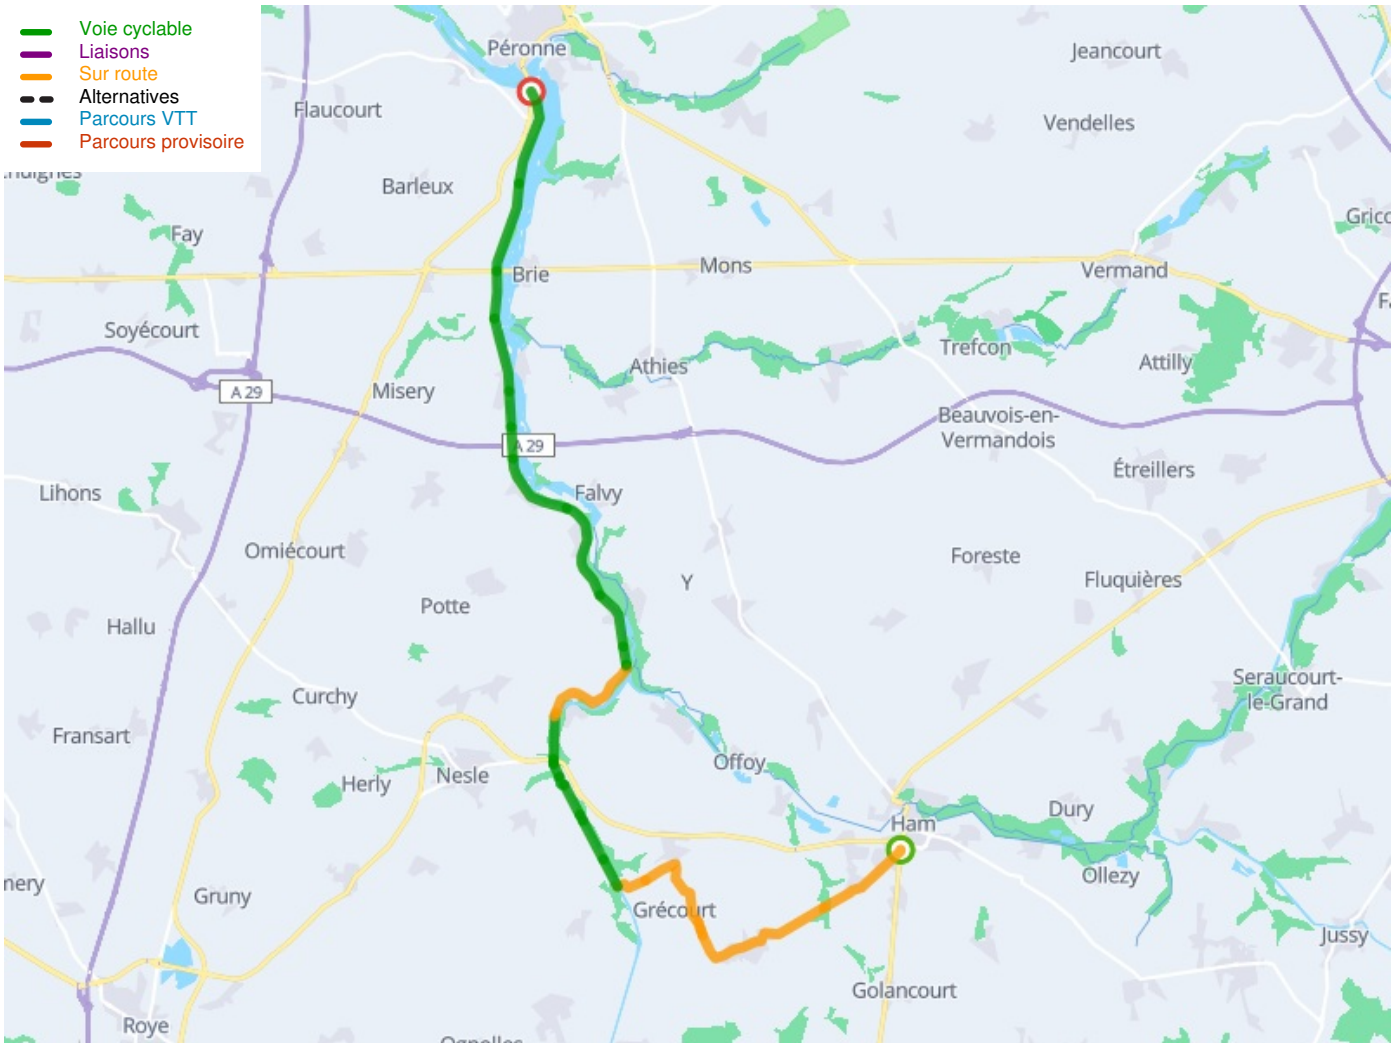 Voie cyclable
Liaisons
Sur route
Alternatives
Parcours VTT
Parcours provisoire
Péronne
Jeancourt
Flaucourt
Vendelles
Barleux
Fay
Gricc
Brie
Mons
Vermand
Soyécourt
Trefcon
Athies
Attilly
A 29
Misery
Beauvois-en-
Vermandois
A 29
Étreillers
Lihons
Falvy
Omiécourt
Foreste
Fluquières
Y
Potte
Hallu
Seraucourt-
le-Grand
Curchy
Fransart
Offoy
Herly
Nesle
Dury
Ham
Ollezy
mery
Gruny
Grécourt
Jussy
Golancourt
Roye